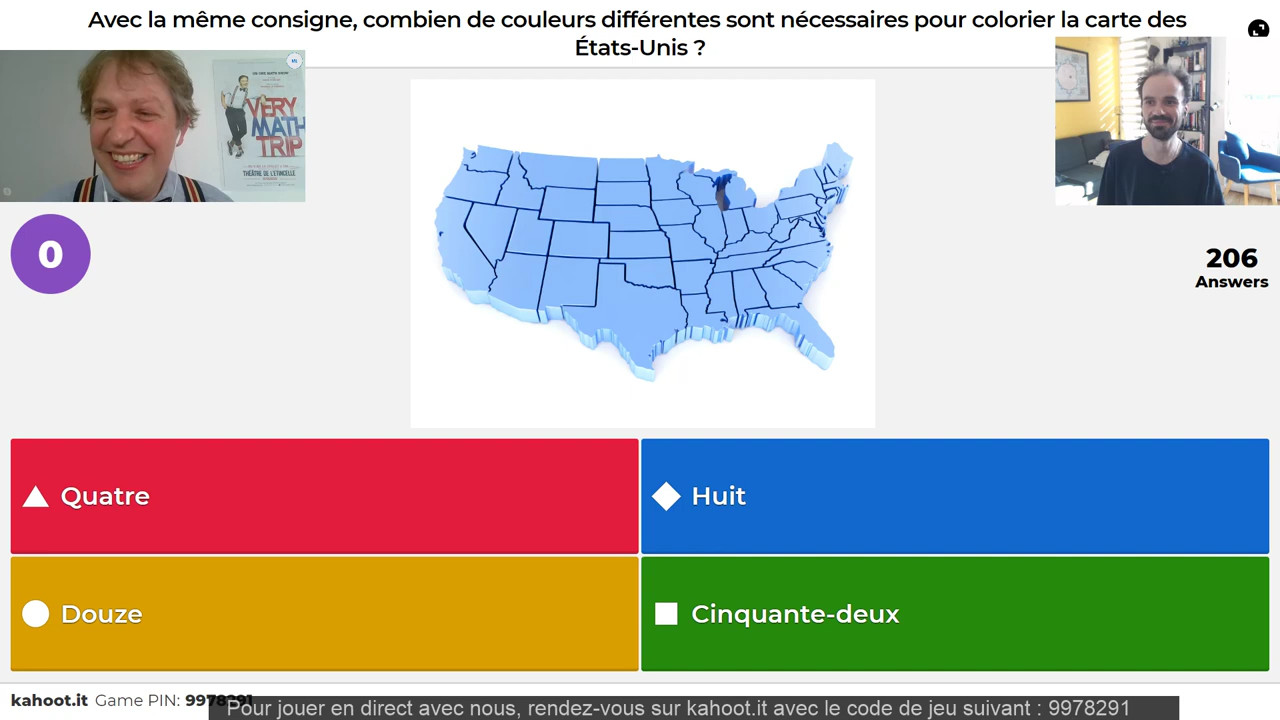 Avec la même consigne, combien de couleurs différentes sont nécessaires pour colorier la carte des
États-Unis ?
VERY
MATH
TRIP
THÉÂTRE DE L'ETINCELLE
0
206
Answers
Quatre
Huit
Douze
Cinquante-deux
kahoot.it Game PIN: 9978291
Pour jouer en direct avec nous, rendez-vous sur kahoot.it avec le code de jeu suivant : 9978291